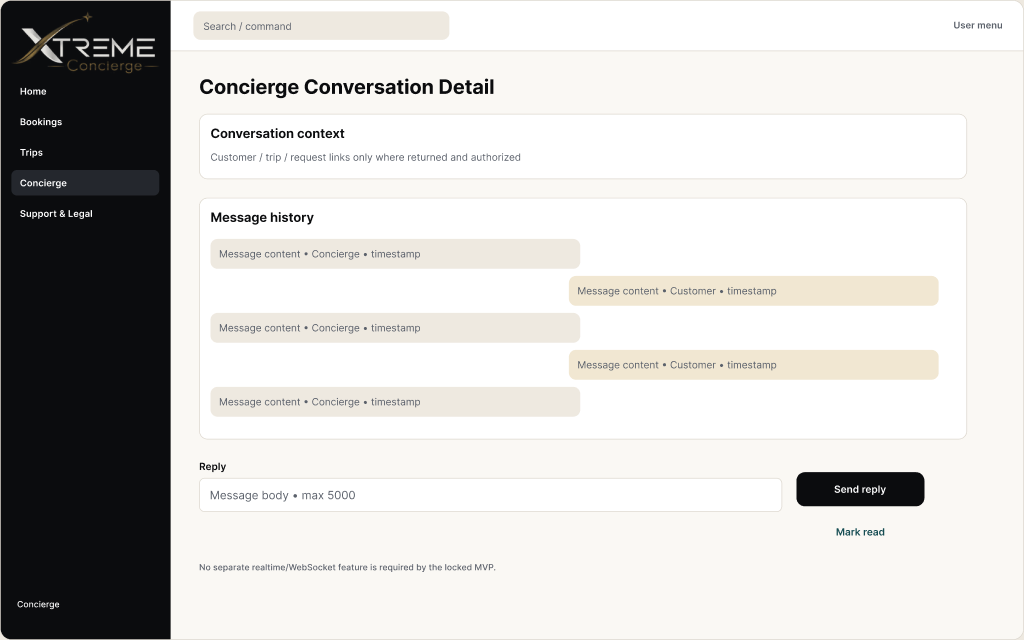 XTREME
Concierge
Home
Bookings
Trips
Concierge
Support & Legal
Concierge
Search / command
User menu
Concierge Conversation Detail
Conversation context
Customer / trip / request links only where returned and authorized
Message history
Message content • Concierge • timestamp
Message content • Customer • timestamp
Message content • Concierge • timestamp
Message content • Customer • timestamp
Message content • Concierge • timestamp
Reply
Message body • max 5000
Send reply
Mark read
No separate realtime/WebSocket feature is required by the locked MVP.